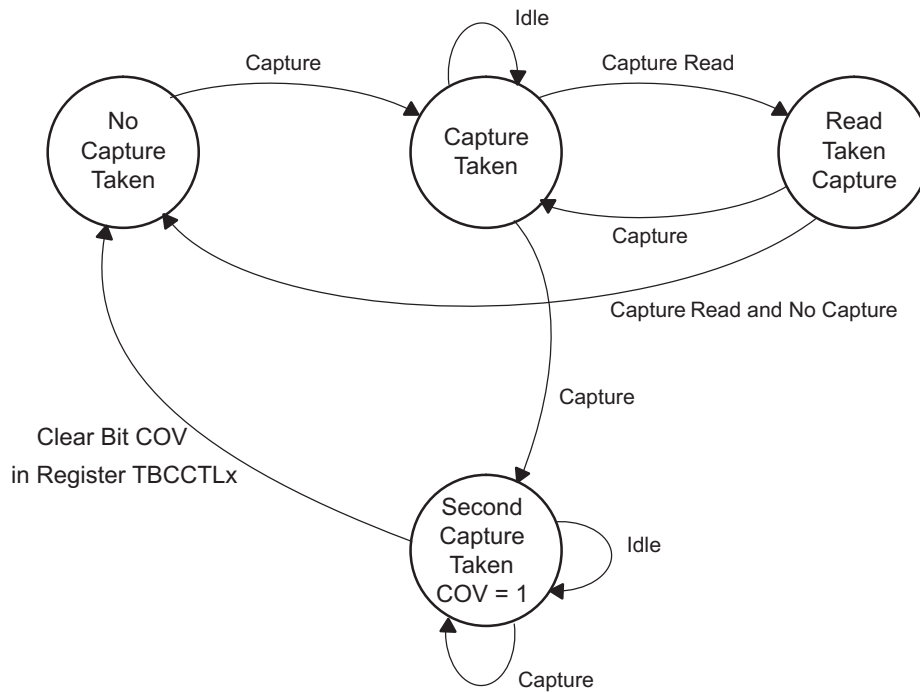 Idle
Capture
Capture Read
No
Capture
Taken
Capture
Taken
Read
Taken
Capture
Capture
Capture Read and No Capture
Capture
Clear Bit COV
in Register TBCCTLx
Second
Capture
Taken
COV = 1
Idle
Capture